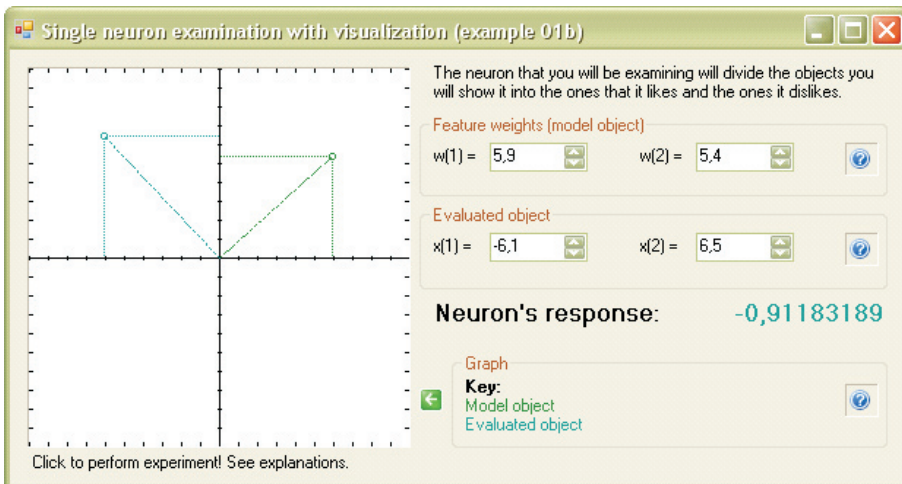 Single neuron examination with visualization (example 01b)
The neuron that you will be examining will divide the objects you
will show it into the ones that it likes and the ones it dislikes.
Feature weights (model object)
w(1) = 5,9 w(2) = 5,4
Evaluated object
x(1) = -6,1 x(2) = 6,5
Neuron's response: -0,91183189
Graph
Key:
Model object
Evaluated object
Click to perform experiment! See explanations.